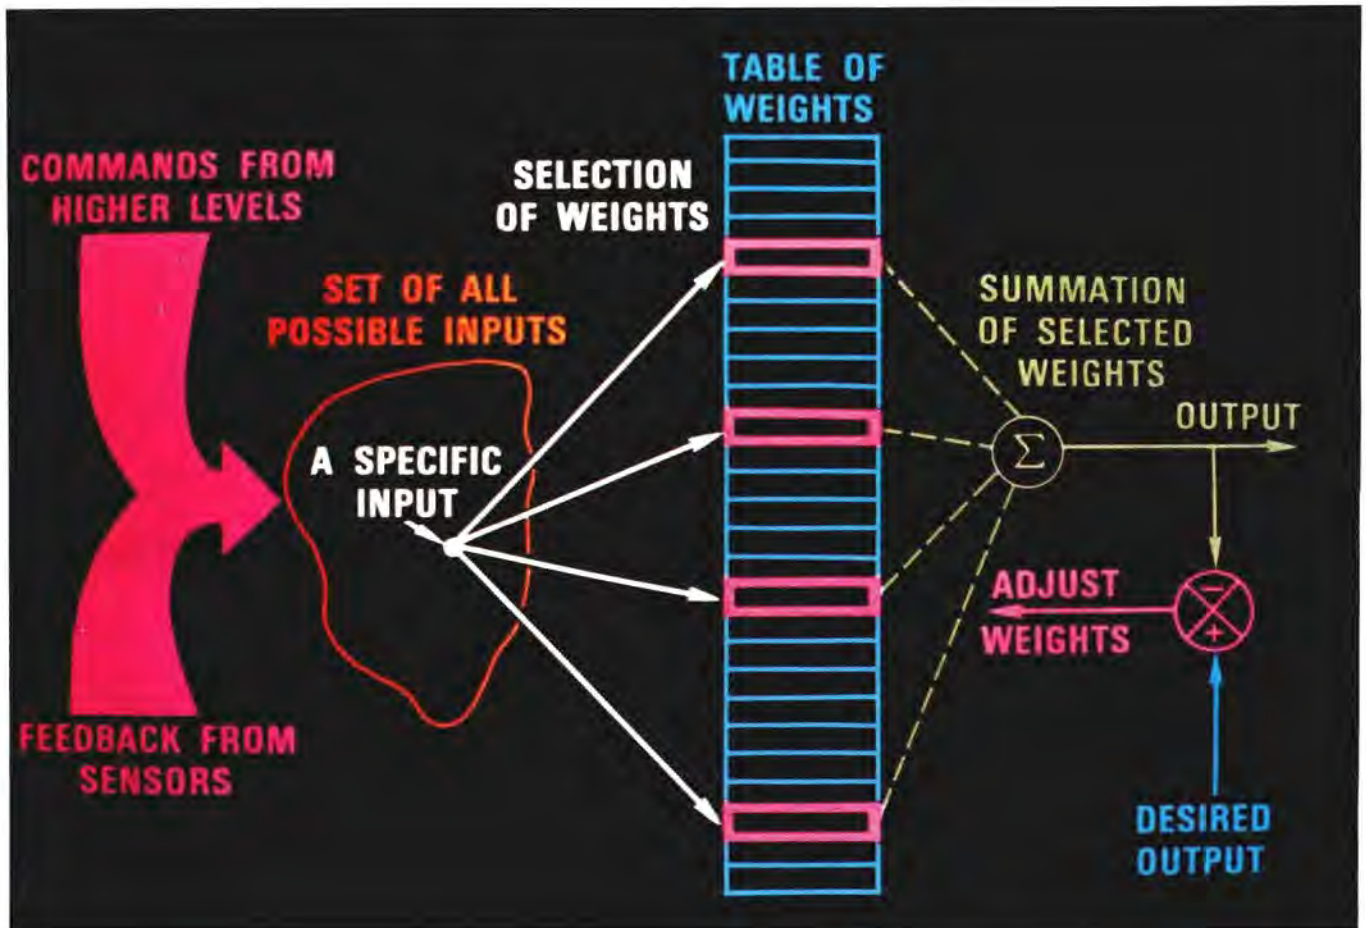 COMMANDS FROM
HIGHER LEVELS
FEEDBACK FROM
SENSORS
SET OF ALL
POSSIBLE INPUTS
A SPECIFIC
INPUT
SELECTION
OF WEIGHTS
TABLE OF
WEIGHTS
SUMMATION
OF SELECTED
WEIGHTS
Σ
OUTPUT
−
+
ADJUST
WEIGHTS
DESIRED
OUTPUT